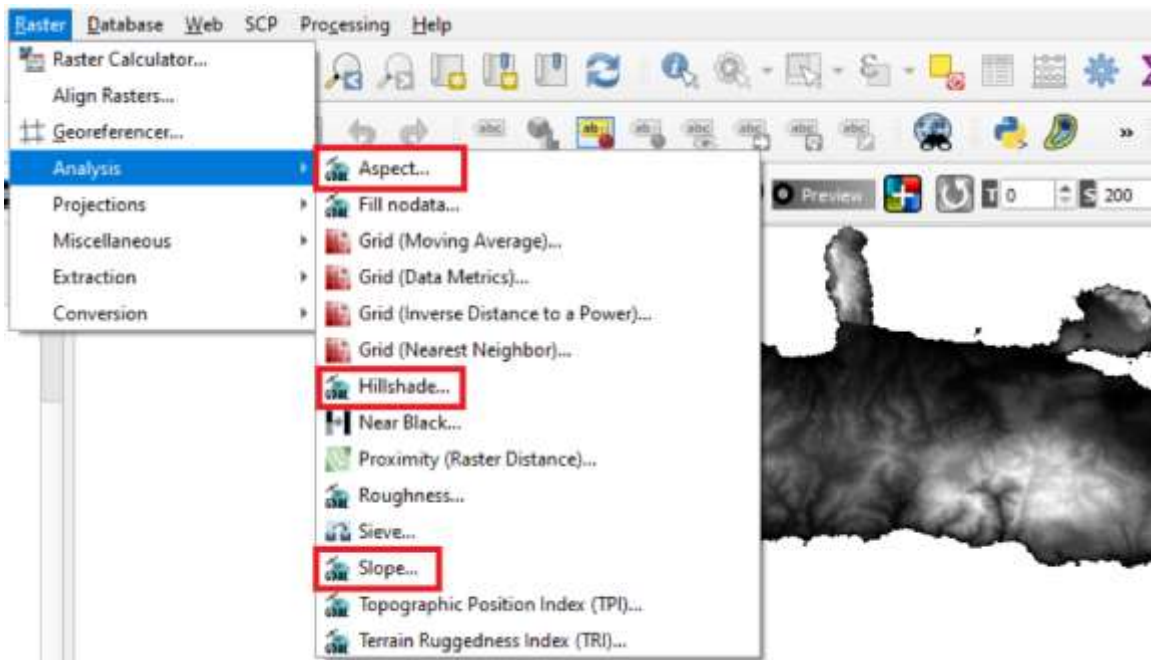 Raster Database Web SCP Processing Help
Raster Calculator...
Align Rasters...
Georeferencer...
Analysis
Projections
Miscellaneous
Extraction
Conversion
Aspect...
Fill nodata...
Grid (Moving Average)...
Grid (Data Metrics)...
Grid (Inverse Distance to a Power)...
Grid (Nearest Neighbor)...
Hillshade...
Near Black...
Proximity (Raster Distance)...
Roughness...
Sieve...
Slope...
Topographic Position Index (TPI)...
Terrain Ruggedness Index (TRI)...
Preview T 0 S 200